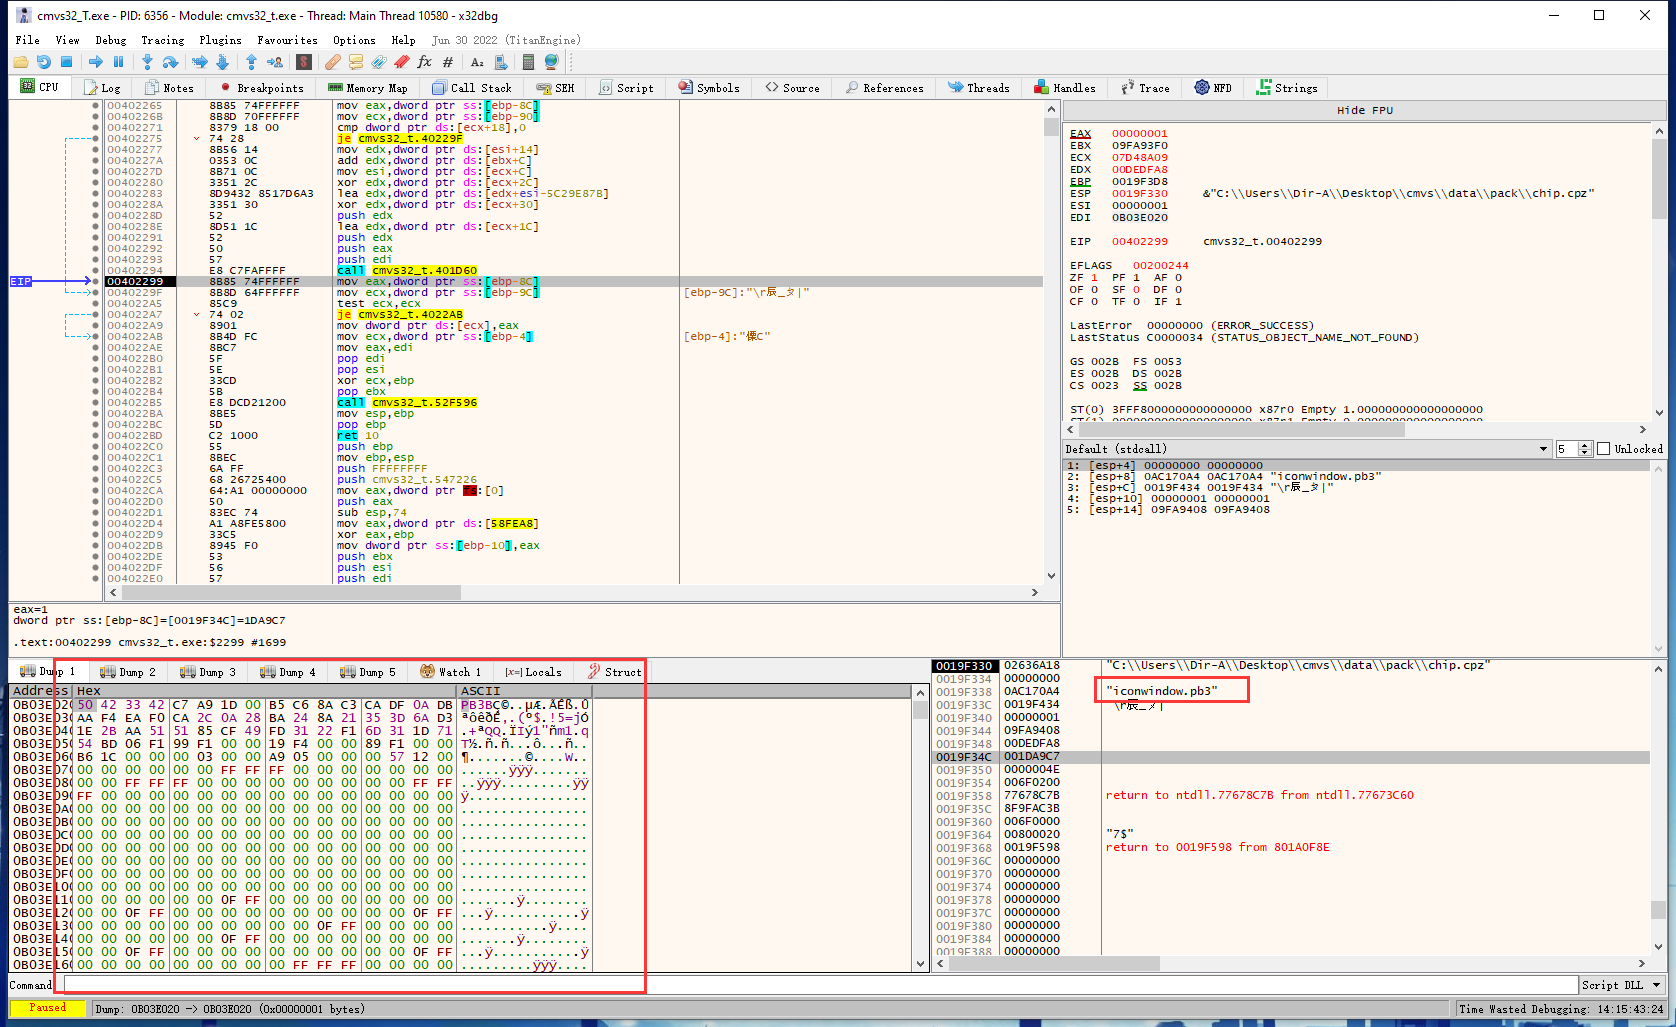 cmvs32_T.exe - PID: 6356 - Module: cmvs32_t.exe - Thread: Main Thread 10580 - x32dbg
File View Debug Tracing Plugins Favourites Options Help Jun 30 2022 (TitanEngine)
CPU Log Notes Breakpoints Memory Map Call Stack SEH Script Symbols Source References Threads Handles Trace NFD Strings
00402265 8B85 74FFFFFF mov eax,dword ptr ss:[ebp-8C]
0040226B 8B8D 70FFFFFF mov ecx,dword ptr ss:[ebp-90]
00402271 8379 18 00 cmp dword ptr ds:[ecx+18],0
00402275 74 28 je cmvs32_t.40229F
00402277 8B56 14 mov edx,dword ptr ds:[esi+14]
0040227A 0353 0C add edx,dword ptr ds:[ebx+C]
0040227D 8B71 0C mov esi,dword ptr ds:[ecx+C]
00402280 3351 2C xor edx,dword ptr ds:[ecx+2C]
00402283 8D9432 8517D6A3 lea edx,dword ptr ds:[edx+esi-5C29E87B]
0040228A 3351 30 xor edx,dword ptr ds:[ecx+30]
0040228D 52 push edx
0040228E 8D51 1C lea edx,dword ptr ds:[ecx+1C]
00402291 52 push edx
00402292 50 push eax
00402293 57 push edi
00402294 E8 C7FAFFFF call cmvs32_t.401D60
EIP 00402299 8B85 74FFFFFF mov eax,dword ptr ss:[ebp-8C]
0040229F 8B8D 64FFFFFF mov ecx,dword ptr ss:[ebp-9C] [ebp-9C]:"\r辰_タ|"
004022A5 85C9 test ecx,ecx
004022A7 74 02 je cmvs32_t.4022AB
004022A9 8901 mov dword ptr ds:[ecx],eax
004022AB 8B4D FC mov ecx,dword ptr ss:[ebp-4]
004022AE 8BC7 mov eax,edi
004022B0 5F pop edi
004022B1 5E pop esi
004022B2 33CD xor ecx,ebp
004022B4 5B pop ebx
004022B5 E8 DCD21200 call cmvs32_t.52F596
004022BA 8BE5 mov esp,ebp
004022BC 5D pop ebp
004022BD C2 1000 ret 10
004022C0 55 push ebp
004022C1 8BEC mov ebp,esp
004022C3 6A FF push FFFFFFFF
004022C5 68 26725400 push cmvs32_t.547226
004022CA 64:A1 00000000 mov eax,dword ptr fs:[0]
004022D0 50 push eax
004022D1 83EC 74 sub esp,74
004022D4 A1 A8FE5800 mov eax,dword ptr ds:[58FEA8]
004022D9 33C5 xor eax,ebp
004022DB 8945 F0 mov dword ptr ss:[ebp-10],eax
004022DE 53 push ebx
004022DF 56 push esi
004022E0 57 push edi
Hide FPU
EAX 00000001
EBX 09FA93F0
ECX 07D48A09
EDX 00DEDFA8
EBP 0019F3D8
ESP 0019F330 &"C:\\Users\\Dir-A\\Desktop\\cmvs\\data\\pack\\chip.cpz"
ESI 00000001
EDI 0B03E020
EIP 00402299 cmvs32_t.00402299
EFLAGS 00200244
ZF 1 PF 1 AF 0
OF 0 SF 0 DF 0
CF 0 TF 0 IF 1
LastError 00000000 (ERROR_SUCCESS)
LastStatus C0000034 (STATUS_OBJECT_NAME_NOT_FOUND)
GS 002B FS 0053
ES 002B DS 002B
CS 0023 SS 002B
ST(0) 3FFF8000000000000000 x87r0 Empty 1.000000000000000000
Default (stdcall) 5 Unlocked
1: [esp+4] 00000000 00000000
2: [esp+8] 0AC170A4 0AC170A4 "iconwindow.pb3"
3: [esp+C] 0019F434 0019F434 "\r辰_タ|"
4: [esp+10] 00000001 00000001
5: [esp+14] 09FA9408 09FA9408
eax=1
dword ptr ss:[ebp-8C]=[0019F34C]=1DA9C7
.text:00402299 cmvs32_t.exe:$2299 #1699
Dump 1 Dump 2 Dump 3 Dump 4 Dump 5 Watch 1 Locals Struct
Address Hex ASCII
0B03E020 50 42 33 42 C7 A9 1D 00 B5 C6 8A C3 CA DF 0A DB
0B03E030 AA F4 EA F0 CA 2C 0A 28 BA 24 8A 21 35 3D 6A D3
0B03E040 1E 2B AA 51 51 85 CF 49 FD 31 22 F1 6D 31 1D 71
0B03E050 54 BD 06 F1 99 F1 00 00 19 F4 00 00 89 F1 00 00
0B03E060 B6 1C 00 00 00 03 00 00 A9 05 00 00 00 57 12 00
0B03E070 00 00 00 00 00 00 FF FF FF 00 00 00 00 00 00 00
0B03E080 00 00 FF FF FF 00 00 00 00 00 00 00 00 00 FF FF
0B03E090 FF 00 00 00 00 00 00 00 00 00 00 00 00 00 00 00
0B03E0A0 00 00 00 00 00 00 00 00 00 00 00 00 00 00 00 00
0B03E0B0 00 00 00 00 00 00 00 00 00 00 00 00 00 00 00 00
0B03E0C0 00 00 00 00 00 00 00 00 00 00 00 00 00 00 00 00
0B03E0D0 00 00 00 00 00 00 00 00 00 00 00 00 00 00 00 00
0B03E0E0 00 00 00 00 00 00 00 00 00 00 00 00 00 00 00 00
0B03E0F0 00 00 00 00 00 00 00 00 00 00 00 00 00 00 00 00
0B03E100 00 00 00 00 00 00 00 00 00 00 00 00 00 00 00 00
0B03E110 00 00 00 00 00 00 0F FF 00 00 00 00 00 00 00 00
0B03E120 00 00 0F FF 00 00 00 00 00 00 00 00 00 00 0F FF
0B03E130 00 00 00 00 00 00 00 00 00 00 0F FF 00 00 00 00
0B03E140 00 00 00 00 00 00 0F FF 00 00 00 00 00 00 00 00
0B03E150 00 00 0F FF 00 00 00 00 00 00 00 00 00 00 0F FF
0B03E160 00 00 00 00 00 00 00 00 00 FF FF FF 00 00 00 00
0019F330 02636A18 "C:\\Users\\Dir-A\\Desktop\\cmvs\\data\\pack\\chip.cpz"
0019F334 00000000
0019F338 0AC170A4 "iconwindow.pb3"
0019F434
00000001
09FA9408
00DEDFA8
0019F34C 001DA9C7
0019F350 0000004E
0019F354 006F0200
0019F358 77678C7B return to ntdll.77678C7B from ntdll.77673C60
0019F35C 8F9FAC3B
0019F360 006F0000
0019F364 00800020 "7$"
0019F368 0019F598 return to 0019F598 from 801A0F8E
0019F36C 00000000
0019F370 00000000
0019F374 00000000
0019F378 00000000
0019F37C 00000000
0019F380 00000000
0019F384 00000000
0019F388 00000000
Command: Script DLL
Paused Dump: 0B03E020 -> 0B03E020 (0x00000001 bytes) Time Wasted Debugging: 14:15:43:24